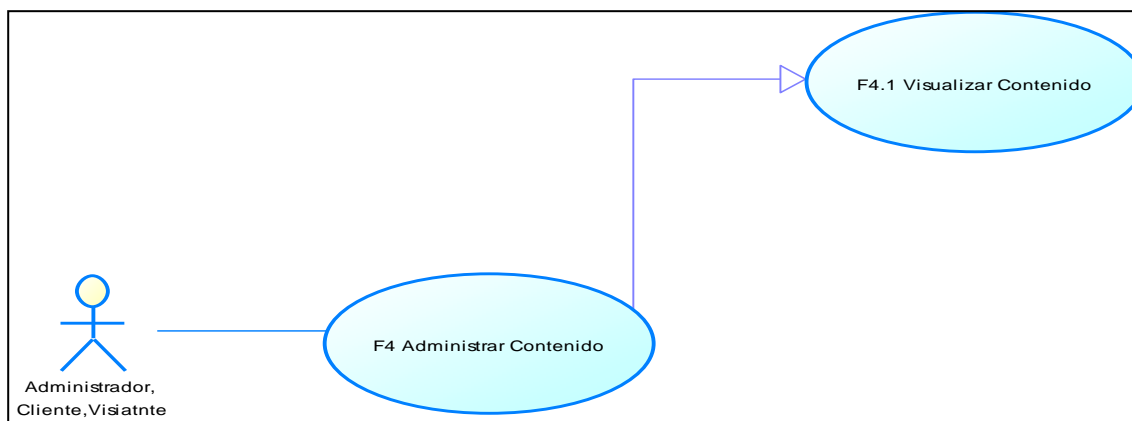 F4.1 Visualizar Contenido
F4 Administrar Contenido
Administrador,
Cliente,Visiatnte